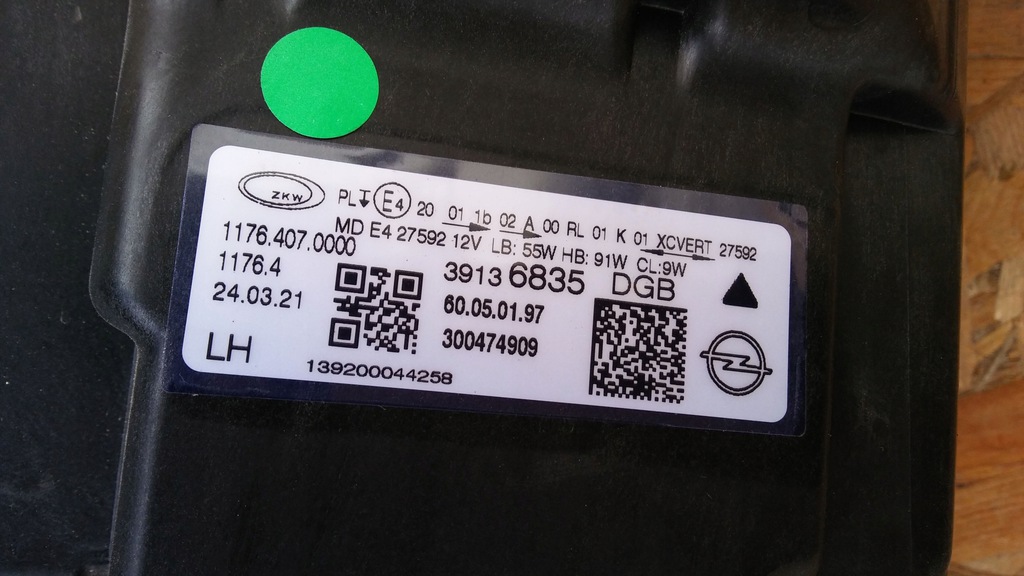 ZKW
PL E4 20 01 1b 02 A 00 RL 01 K 01 XCVERT 27592
MD E4 27592 12V LB: 55W HB: 91W CL:9W
1176.407.0000
1176.4
24.03.21
LH
3913 6835 DGB
60.05.01.97
300474909
139200044258